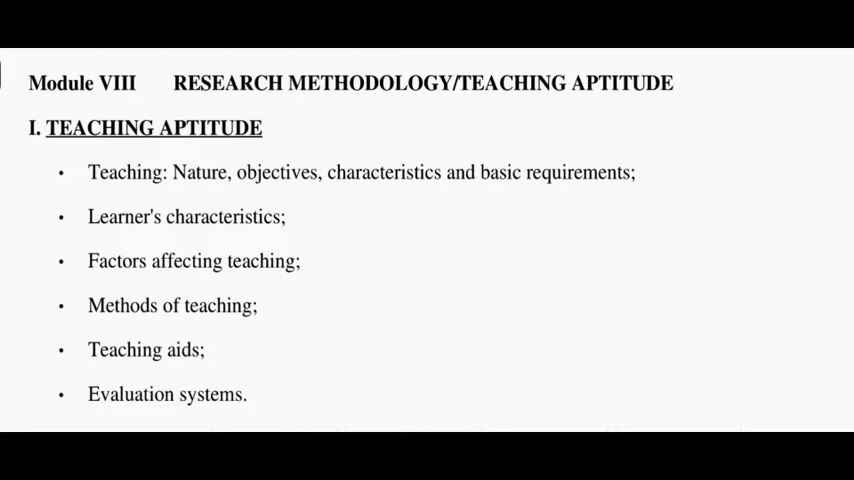 Module VIII RESEARCH METHODOLOGY/TEACHING APTITUDE
I. TEACHING APTITUDE
• Teaching: Nature, objectives, characteristics and basic requirements;
• Learner's characteristics;
• Factors affecting teaching;
• Methods of teaching;
• Teaching aids;
• Evaluation systems.